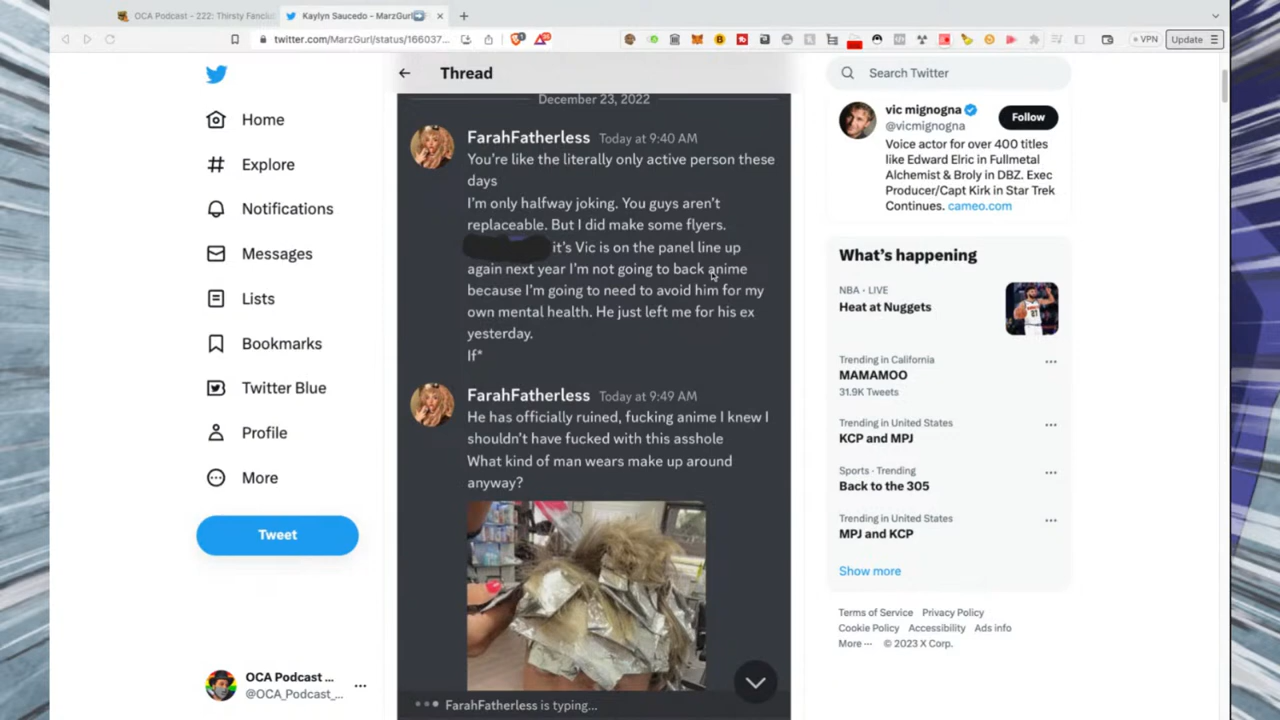 OCA Podcast - 222: Thirsty Fanclu
Kaylyn Saucedo - MarzGurl
twitter.com/MarzGurl/status/166037...
VPN
Update
Thread
Search Twitter
Home
Explore
Notifications
Messages
Lists
Bookmarks
Twitter Blue
Profile
More
Tweet
OCA Podcast ...
@OCA_Podcast_...
December 23, 2022
FarahFatherless Today at 9:40 AM
You're like the literally only active person these
days
I'm only halfway joking. You guys aren't
replaceable. But I did make some flyers.
it's Vic is on the panel line up
again next year I'm not going to back anime
because I'm going to need to avoid him for my
own mental health. He just left me for his ex
yesterday.
If*
FarahFatherless Today at 9:49 AM
He has officially ruined, fucking anime I knew I
shouldn't have fucked with this asshole
What kind of man wears make up around
anyway?
FarahFatherless is typing...
vic mignogna
@vicmignogna
Follow
Voice actor for over 400 titles
like Edward Elric in Fullmetal
Alchemist & Broly in DBZ. Exec
Producer/Capt Kirk in Star Trek
Continues. cameo.com
What's happening
NBA · LIVE
Heat at Nuggets
Trending in California
MAMAMOO
31.9K Tweets
Trending in United States
KCP and MPJ
Sports · Trending
Back to the 305
Trending in United States
MPJ and KCP
Show more
Terms of Service Privacy Policy
Cookie Policy Accessibility Ads info
More ··· © 2023 X Corp.